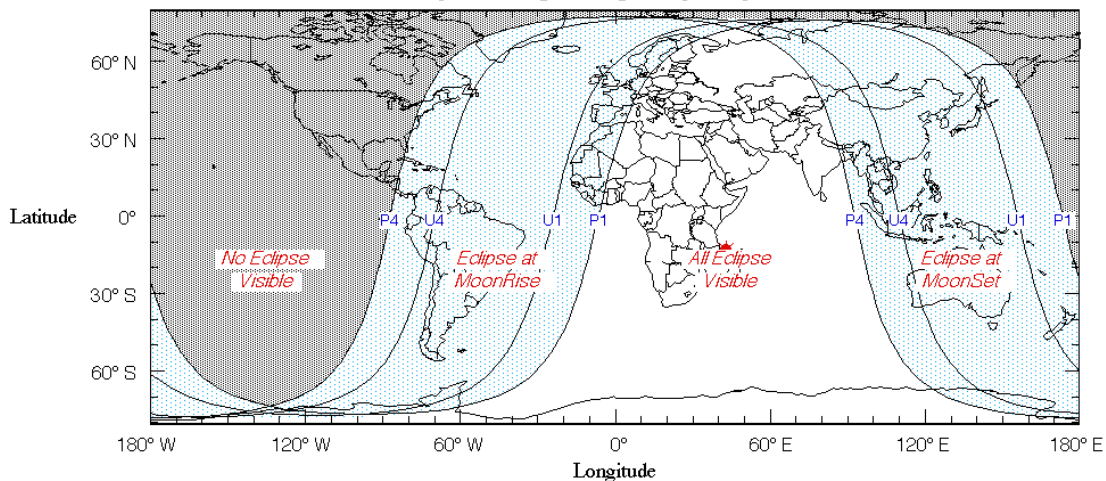 60° N
30° N
Latitude
0°
30° S
60° S
P4 U4 U1 P1 P4 U4 U1 P1
No Eclipse
Visible
Eclipse at
MoonRise
All Eclipse
Visible
Eclipse at
MoonSet
180° W 120° W 60° W 0° 60° E 120° E 180° E
Longitude